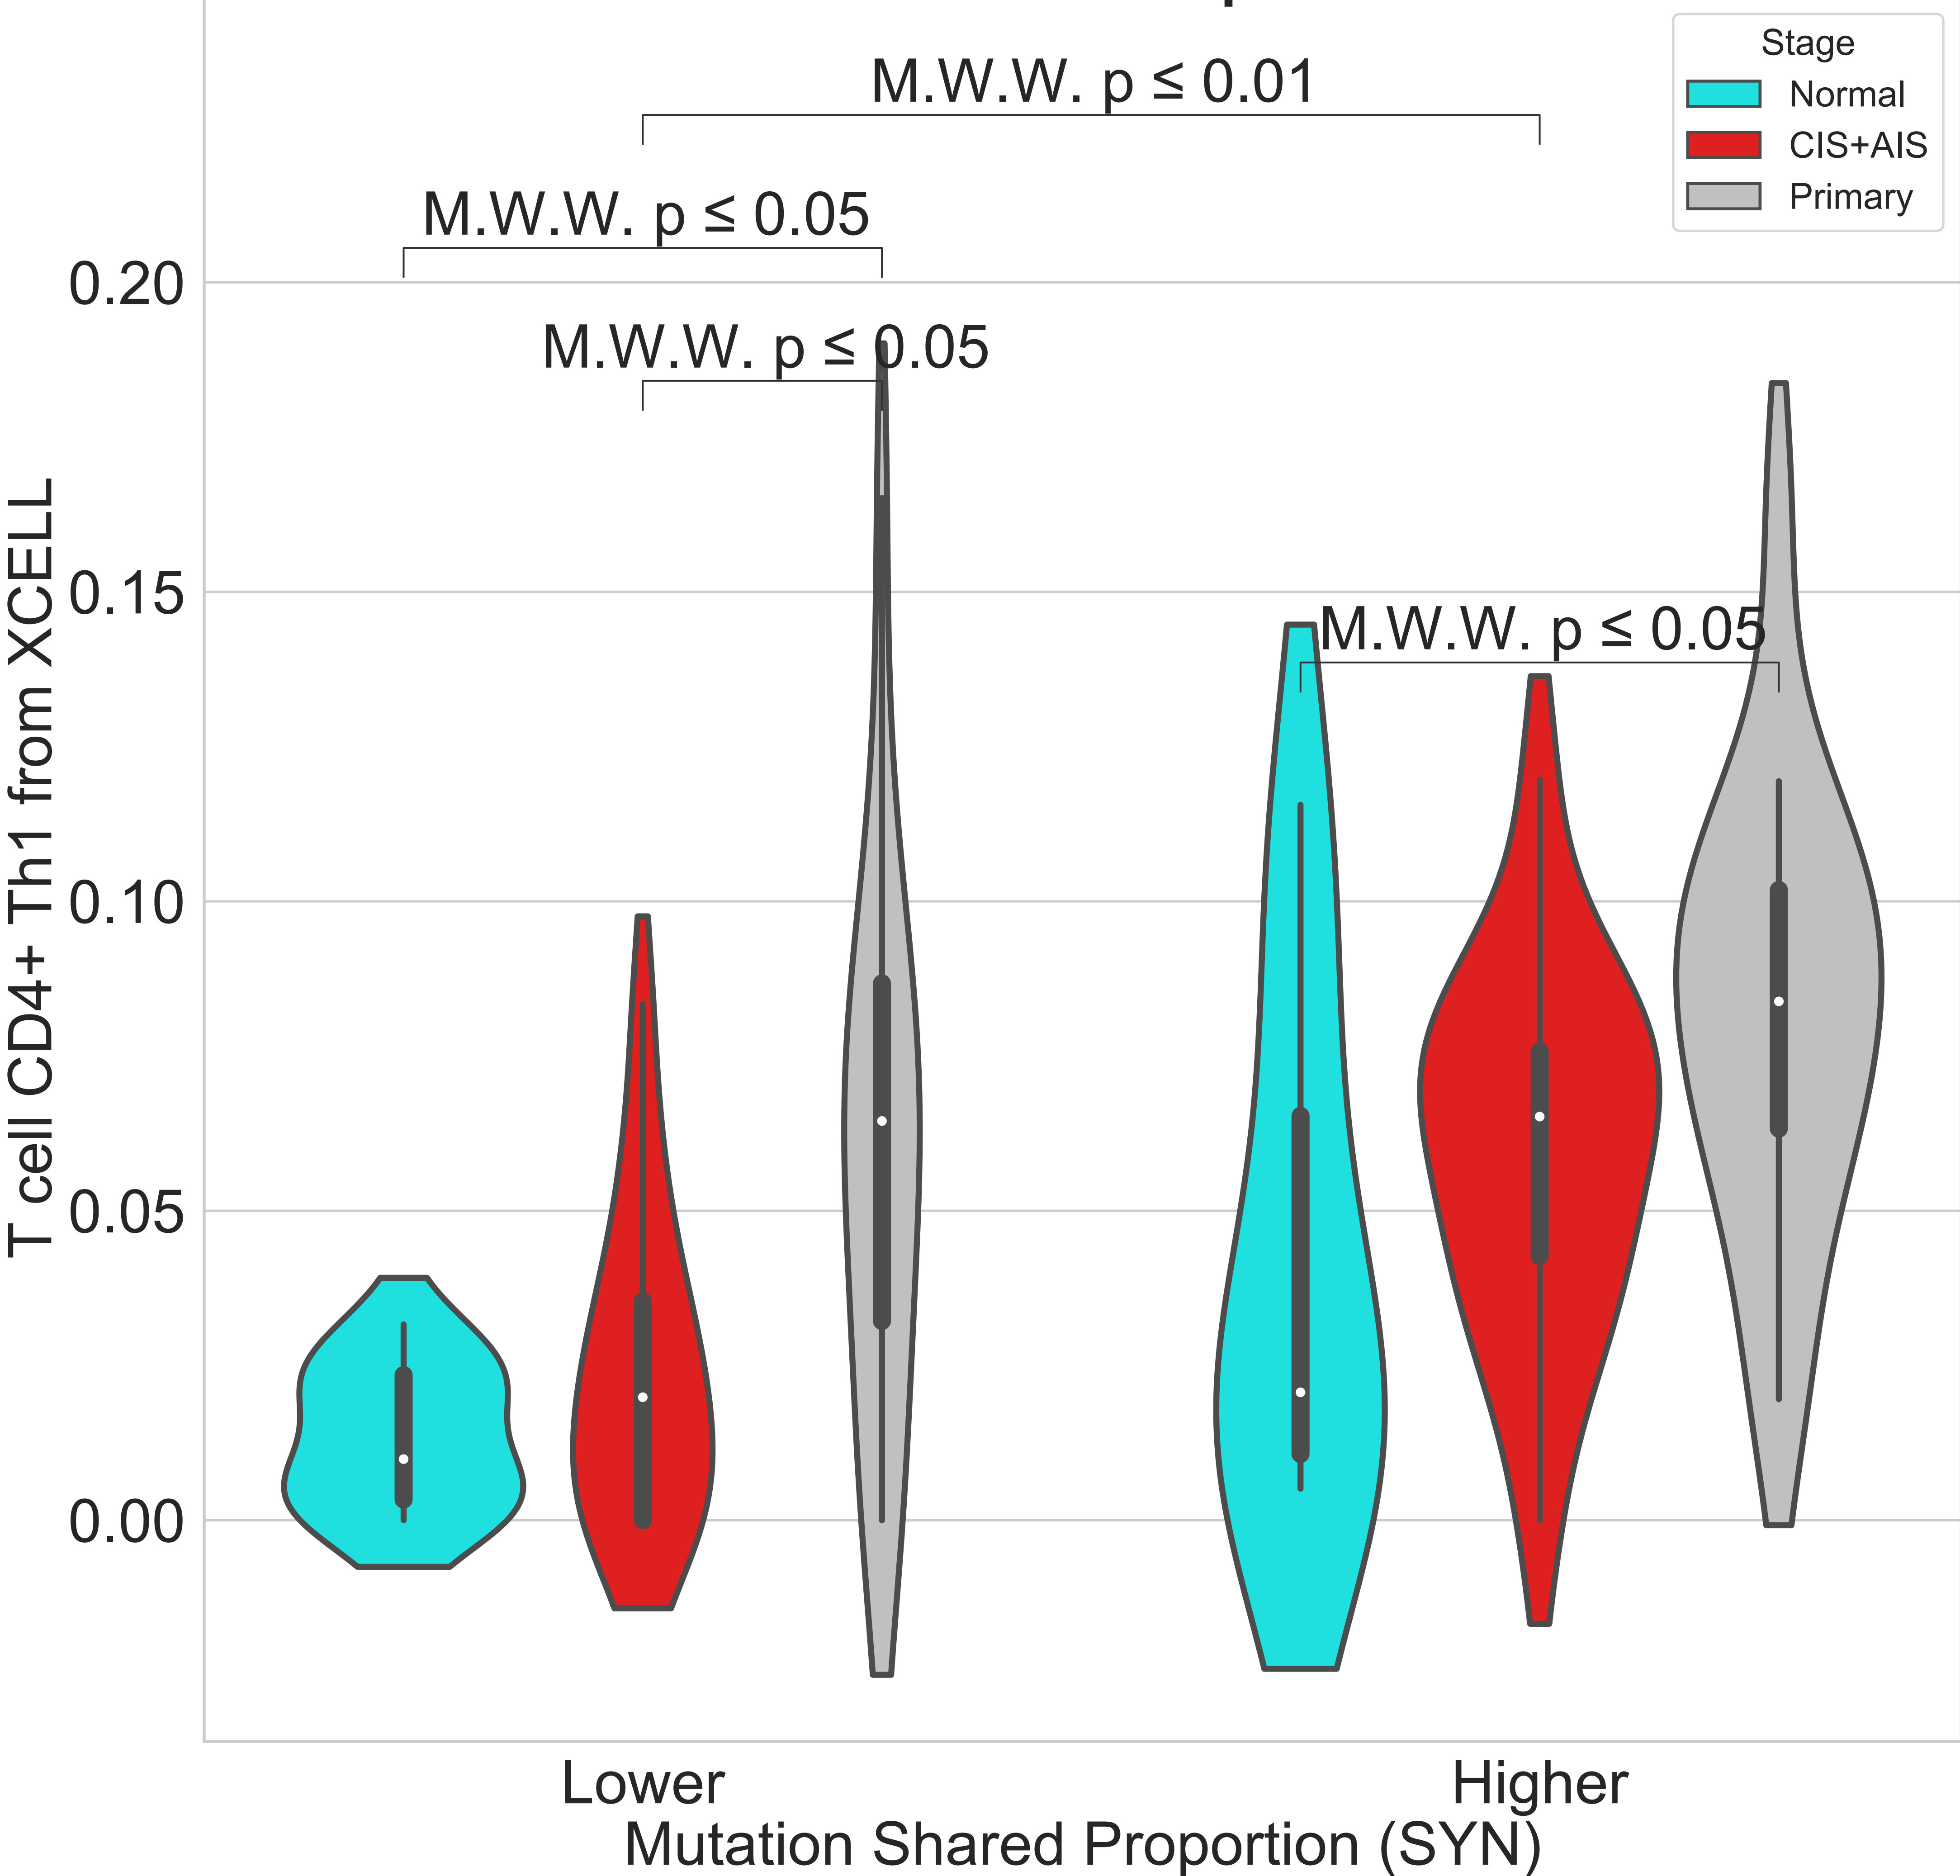 Stage
Normal
CIS+AIS
Primary
M.W.W. p ≤ 0.01
M.W.W. p ≤ 0.05
M.W.W. p ≤ 0.05
M.W.W. p ≤ 0.05
T cell CD4+ Th1 from XCELL
0.20
0.15
0.10
0.05
0.00
Lower
Higher
Mutation Shared Proportion (SYN)